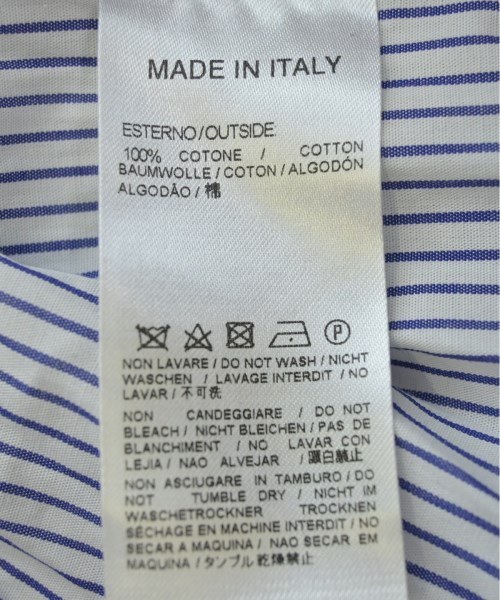 MADE IN ITALY
ESTERNO/OUTSIDE:
100% COTONE / COTTON
BAUMWOLLE / COTON / ALGODÓN
ALGODÃO / 棉
P
NON LAVARE / DO NOT WASH / NICHT
WASCHEN / LAVAGE INTERDIT / NO
LAVAR / 不可洗
NON CANDEGGIARE / DO NOT
BLEACH / NICHT BLEICHEN / PAS DE
BLANCHIMENT / NO LAVAR CON
LEJIA / NAO ALVEJAR / 漂白禁止
NON ASCIUGARE IN TAMBURO / DO
NOT TUMBLE DRY / NICHT IM
WASCHETROCKNER TROCKNEN
SÉCHAGE EN MACHINE INTERDIT / NO
SECAR A MAQUINA / NAO SECAR EM
MAQUINA / タンブル乾燥禁止